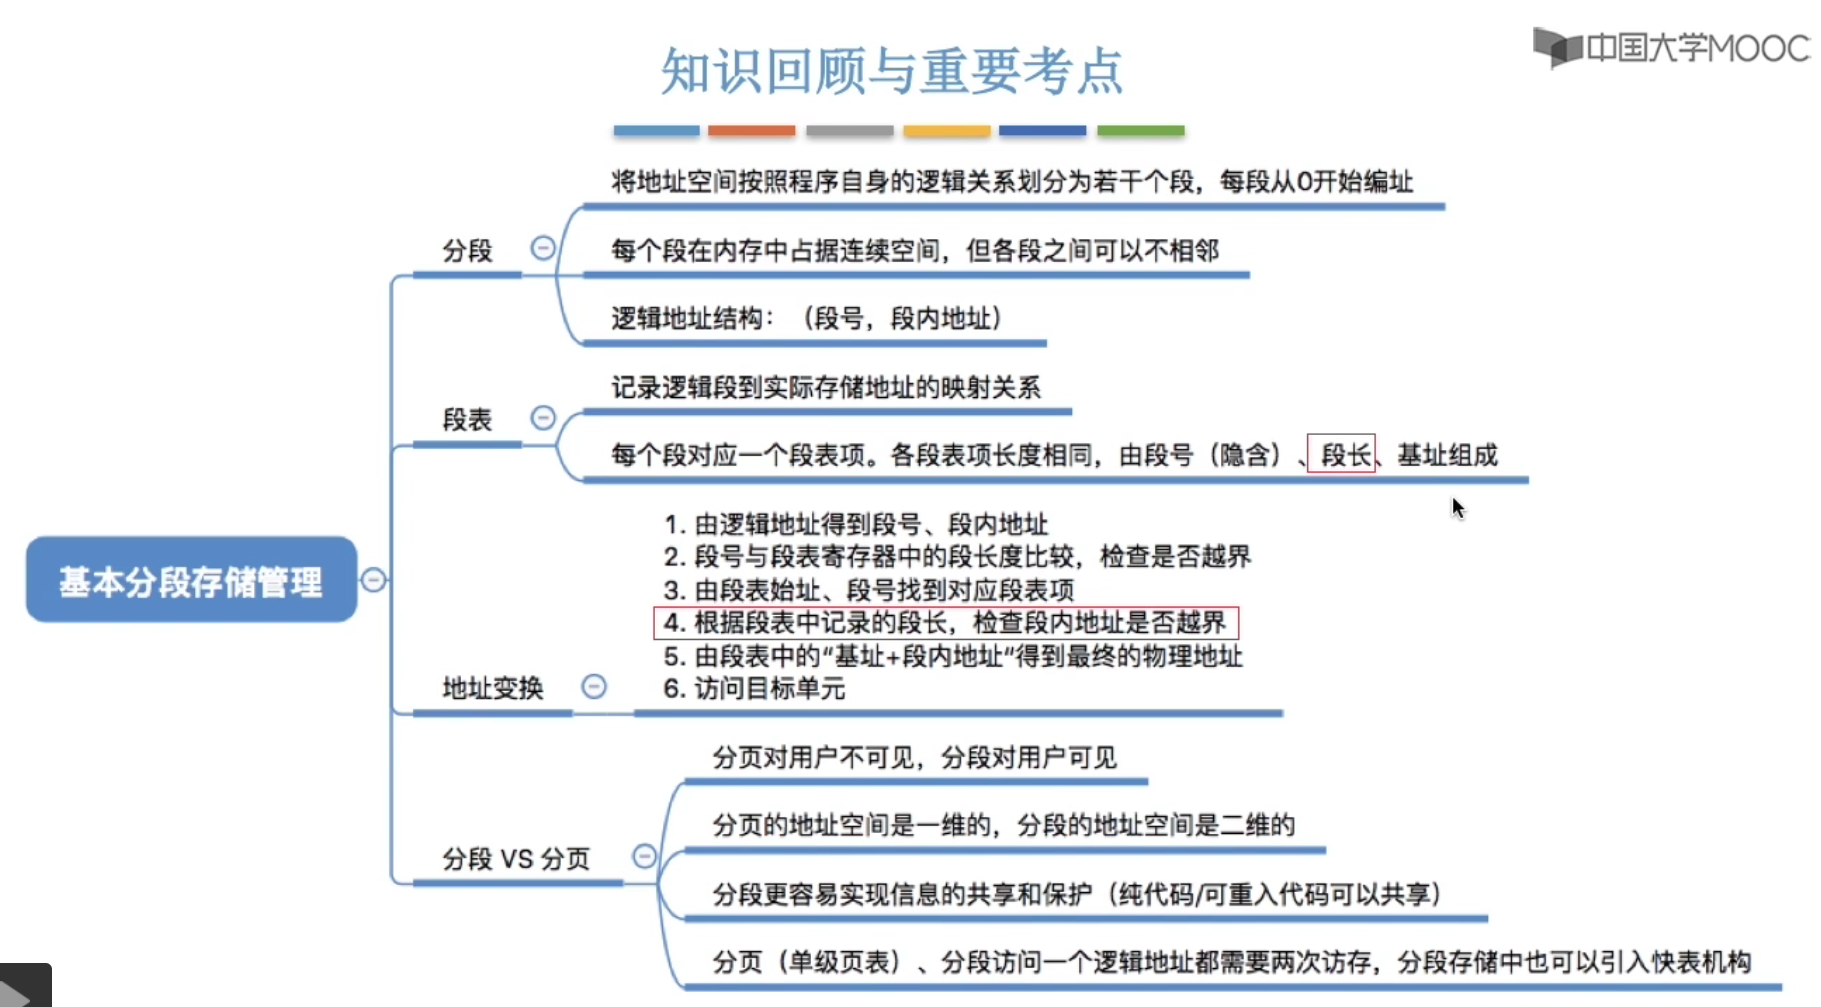 中国大学MOOC
知识回顾与重要考点
基本分段存储管理
分段
将地址空间按照程序自身的逻辑关系划分为若干个段，每段从0开始编址
每个段在内存中占据连续空间，但各段之间可以不相邻
逻辑地址结构：（段号，段内地址）
段表
记录逻辑段到实际存储地址的映射关系
每个段对应一个段表项。各段表项长度相同，由段号（隐含）、段长、基址组成
地址变换
1. 由逻辑地址得到段号、段内地址
2. 段号与段表寄存器中的段长度比较，检查是否越界
3. 由段表始址、段号找到对应段表项
4. 根据段表中记录的段长，检查段内地址是否越界
5. 由段表中的“基址+段内地址”得到最终的物理地址
6. 访问目标单元
分段 VS 分页
分页对用户不可见，分段对用户可见
分页的地址空间是一维的，分段的地址空间是二维的
分段更容易实现信息的共享和保护（纯代码/可重入代码可以共享）
分页（单级页表）、分段访问一个逻辑地址都需要两次访存，分段存储中也可以引入快表机构